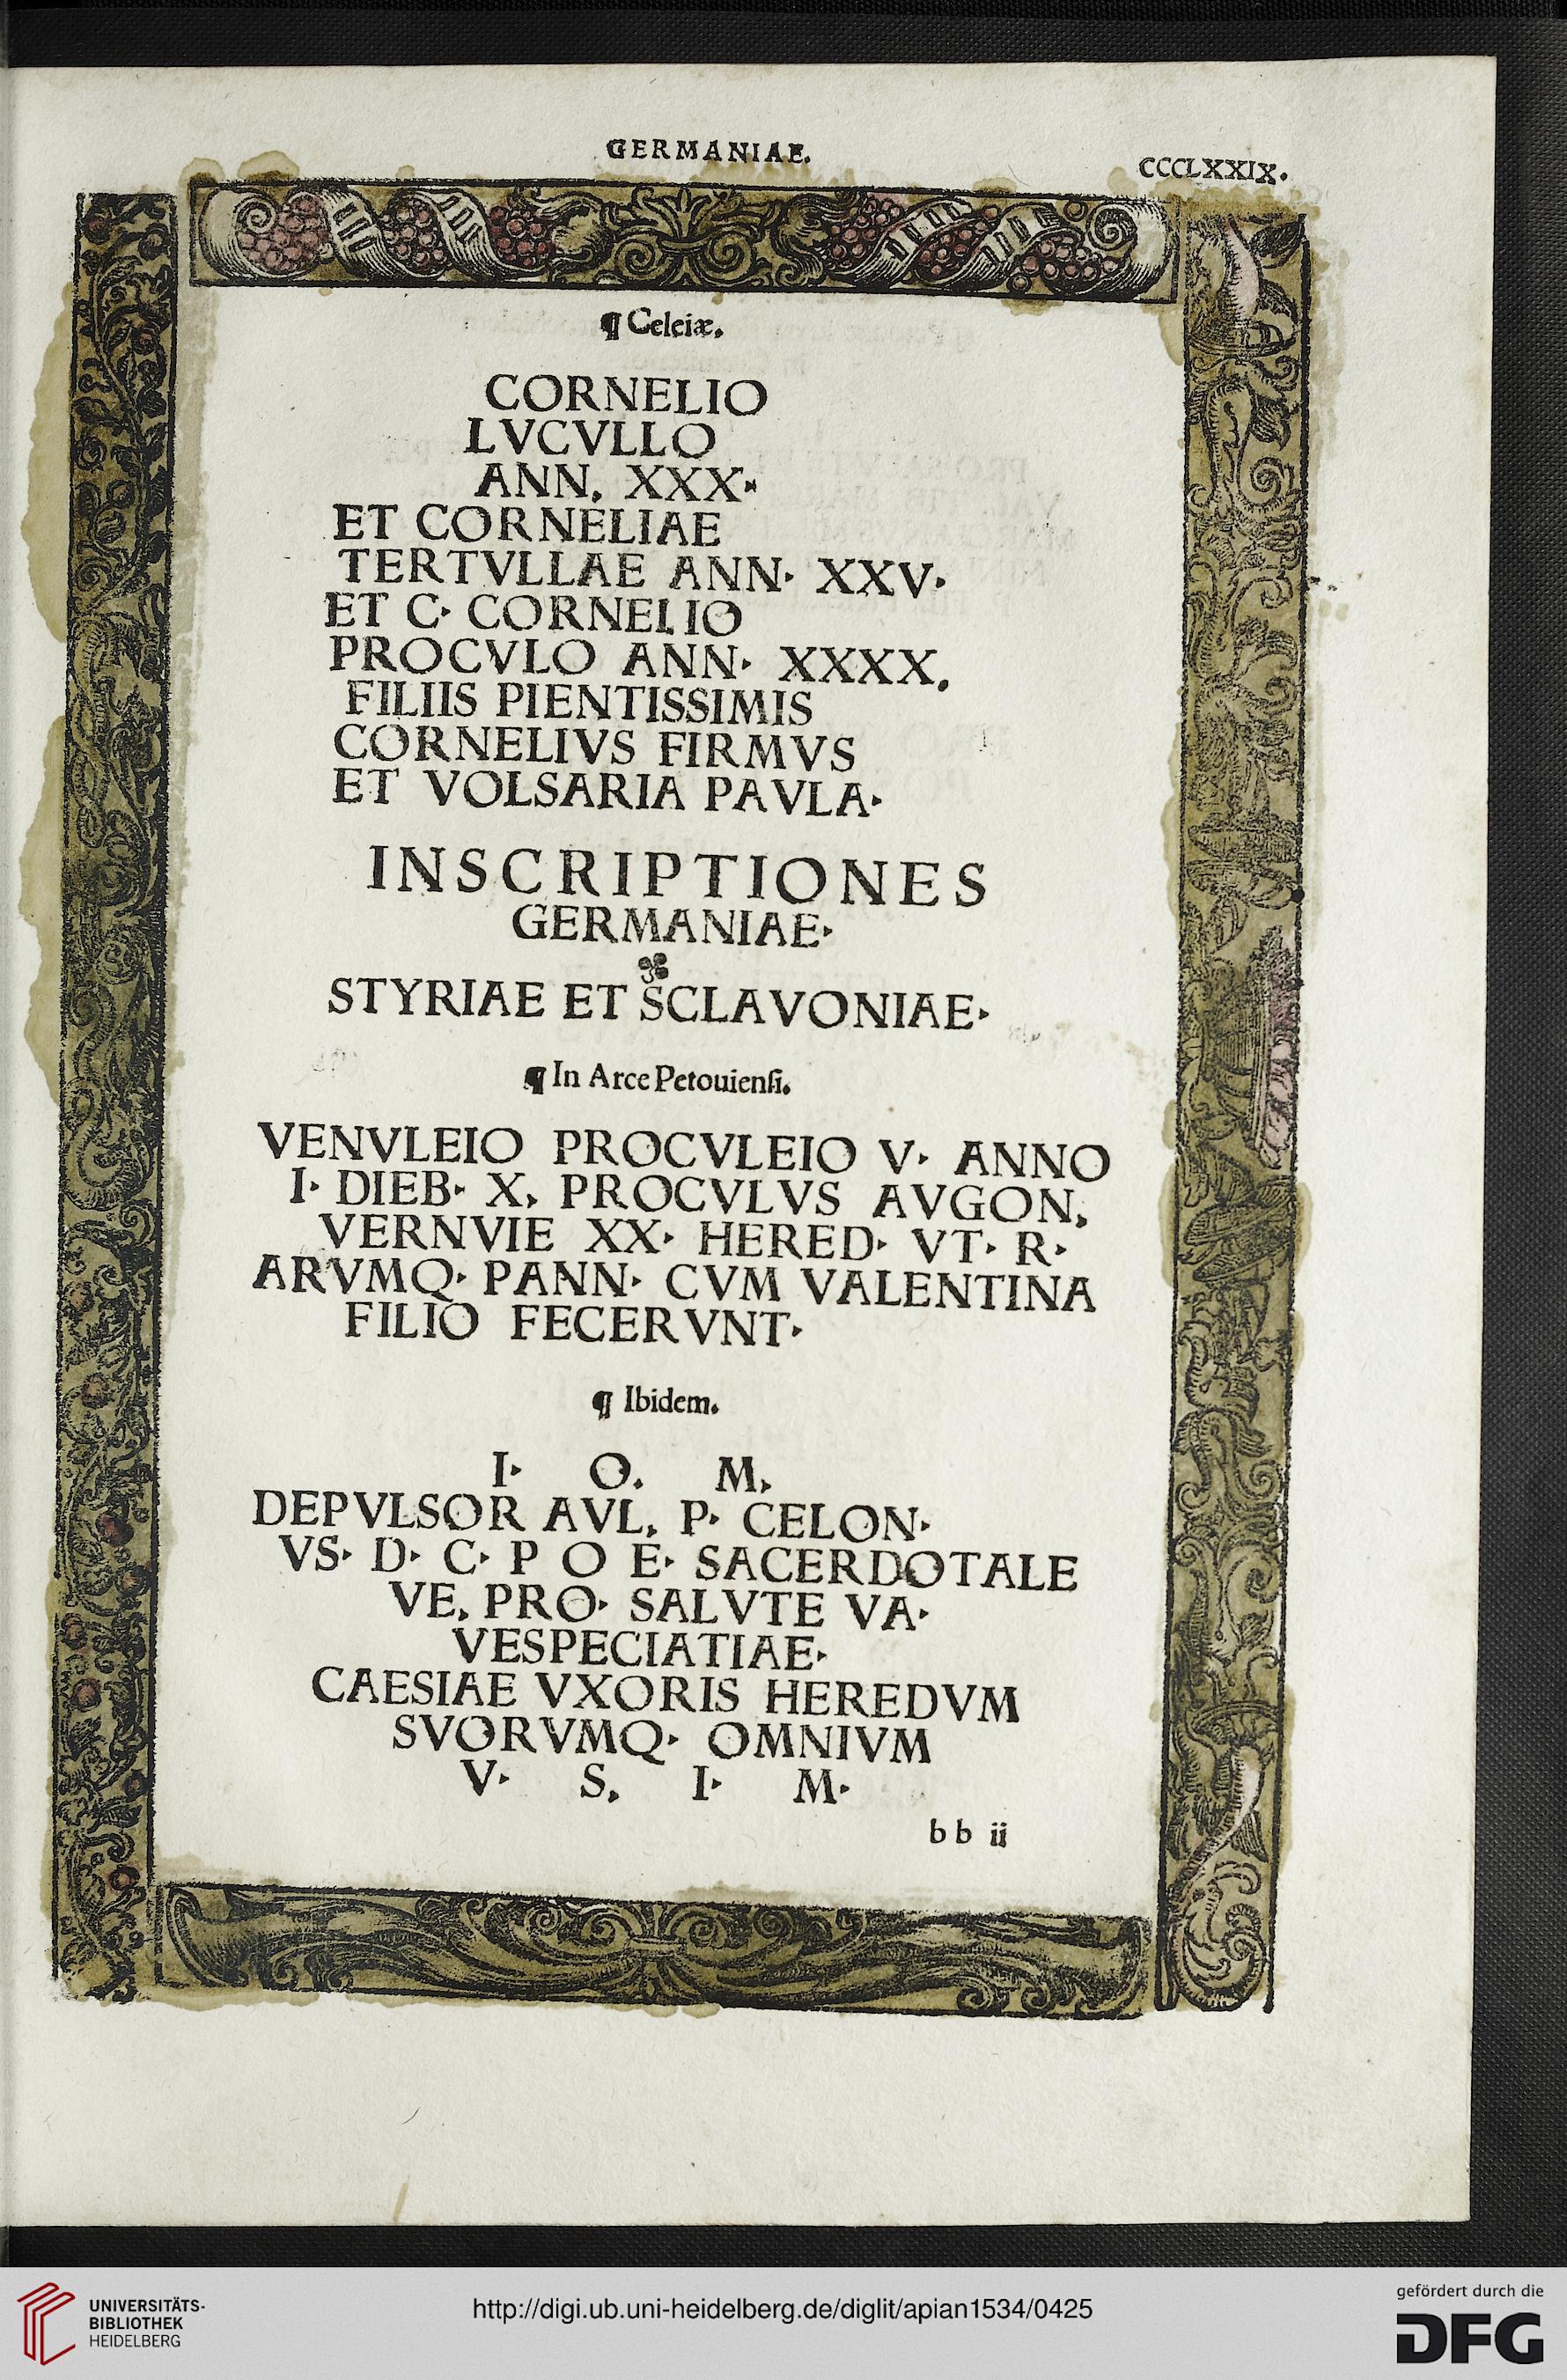 GERMANIAE.
CCCLXXIX.
¶ Celeiæ.
CORNELIO
LVCVLLO
ANN. XXX.
ET CORNELIAE
TERTVLLAE ANN. XXV.
ET C. CORNELIO
PROCVLO ANN. XXXX.
FILIIS PIENTISSIMIS
CORNELIVS FIRMVS
ET VOLSARIA PAVLA.
INSCRIPTIONES
GERMANIAE.
STYRIAE ET SCLAVONIAE.
¶ In Arce Petouienſi.
VENVLEIO PROCVLEIO V. ANNO
I. DIEB. X. PROCVLVS AVGON.
VERNVIE XX. HERED. VT. R.
ARVMQ. PANN. CVM VALENTINA
FILIO FECERVNT.
¶ Ibidem.
I. O. M.
DEPVLSOR AVL. P. CELON.
VS. D. C. P O E. SACERDOTALE
VE. PRO. SALVTE VA.
VESPECIATIAE.
CAESIAE VXORIS HEREDVM
SVORVMQ. OMNIVM
V. S. I. M.
b b ii
UNIVERSITÄTS-
BIBLIOTHEK
HEIDELBERG
http://digi.ub.uni-heidelberg.de/diglit/apian1534/0425
gefördert durch die
DFG